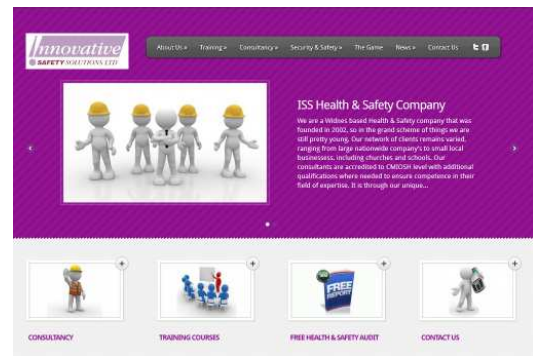 Innovative
SAFETY SOLUTIONS LTD
About Us » Training » Consultancy » Security & Safety » The Game News » Contact Us
ISS Health & Safety Company
We are a Widnes based Health & Safety company that was
founded in 2002, so in the grand scheme of things we are
still pretty young. Our network of clients remains varied,
ranging from large nationwide company's to small local
businessess, including churches and schools. Our
consultants are accredited to CMIOSH level with additional
qualifications where needed to ensure competence in their
field of expertise. It is through our unique...
FREE
REPORT
CONSULTANCY
TRAINING COURSES
FREE HEALTH & SAFETY AUDIT
CONTACT US